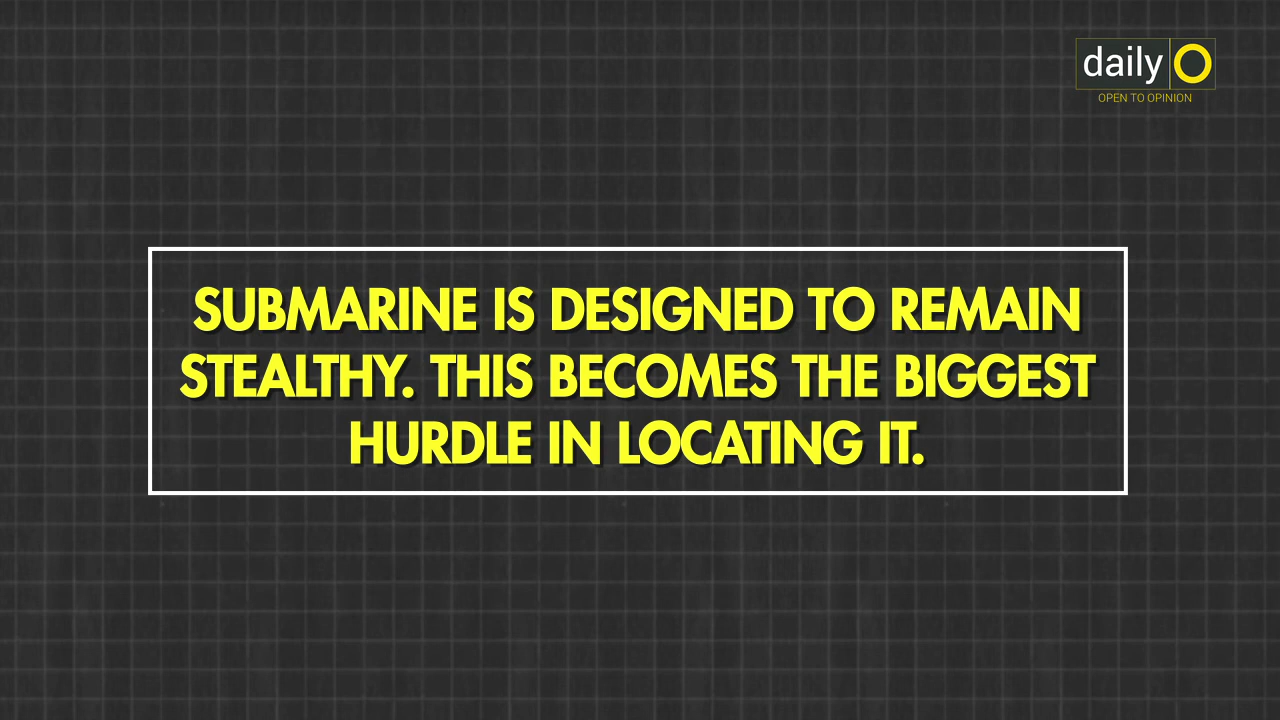 daily O
OPEN TO OPINION
SUBMARINE IS DESIGNED TO REMAIN
STEALTHY. THIS BECOMES THE BIGGEST
HURDLE IN LOCATING IT.